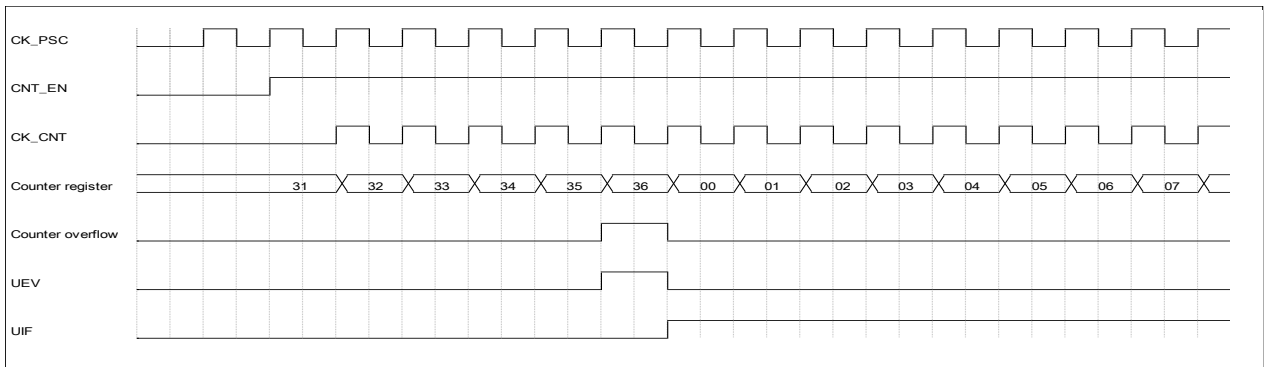 CK_PSC
CNT_EN
CK_CNT
Counter register 31 32 33 34 35 36 00 01 02 03 04 05 06 07
Counter overflow
UEV
UIF